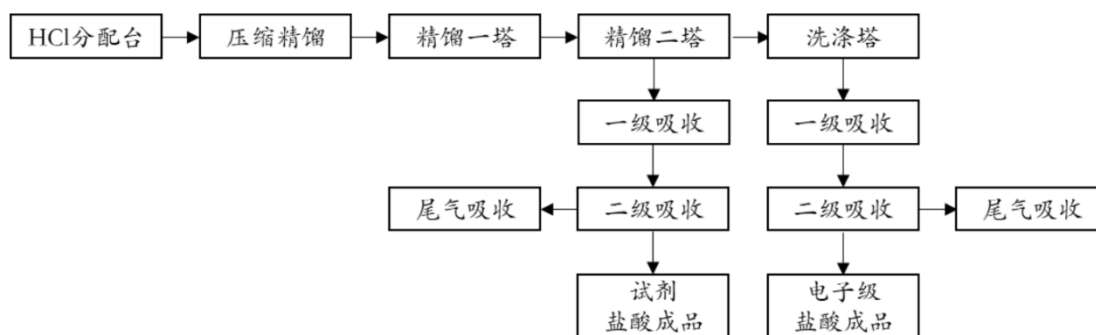 HCl分配台
压缩精馏
精馏一塔
精馏二塔
洗涤塔
一级吸收
一级吸收
尾气吸收
二级吸收
二级吸收
尾气吸收
试剂
盐酸成品
电子级
盐酸成品